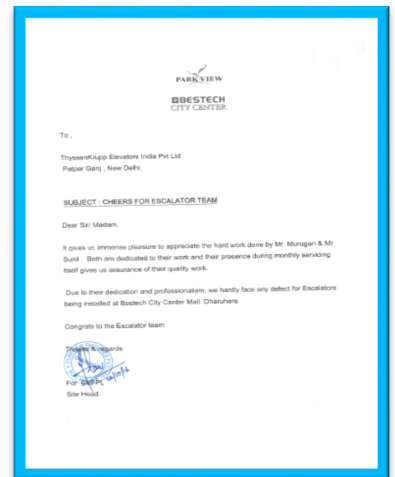 PARK VIEW
BESTECH
CITY CENTER
To ,
ThyssenKrupp Elevators India Pvt Ltd
Patpar Ganj , New Delhi.
SUBJECT : CHEERS FOR ESCALATOR TEAM
Dear Sir/ Madam,
It gives us immense pleasure to appreciate the hard work done by Mr Murugan & Mr
Sunil . Both are dedicated to their work and their presence during monthly servicing
itself gives us assurance of their quality work.
Due to their dedication and professionalism, we hardly face any defect for Escalators
being installed at Bestech City Center Mall Dharuhera
Congrats to the Escalator team
Thanks & regards
For
Site Head